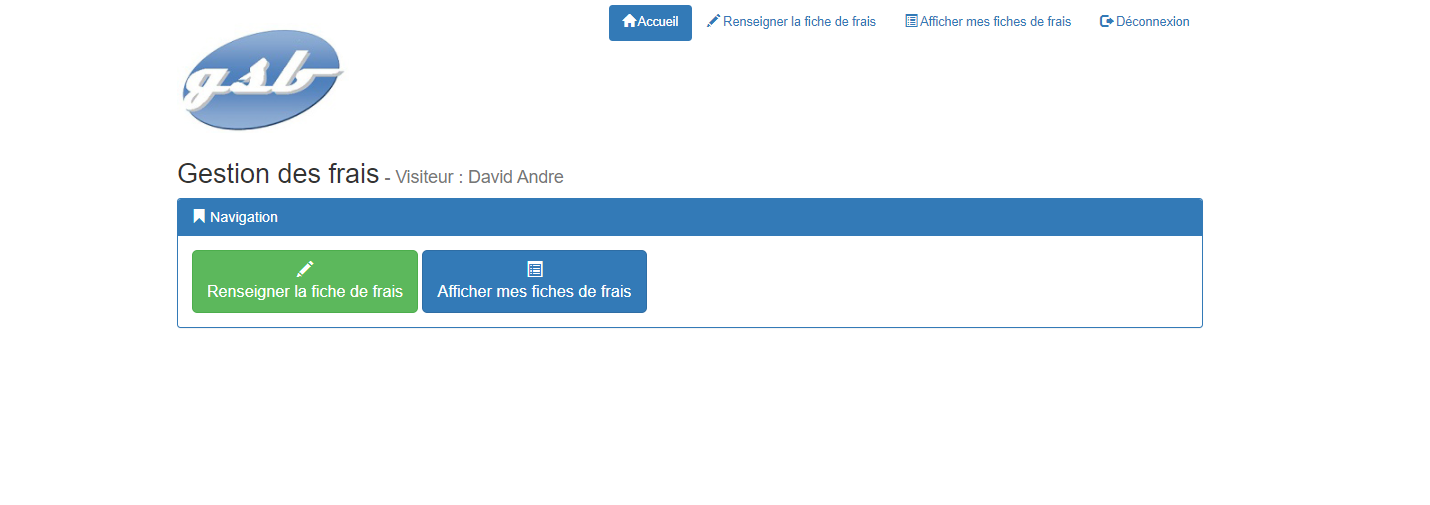 Accueil Renseigner la fiche de frais Afficher mes fiches de frais Déconnexion
gsb
Gestion des frais - Visiteur : David Andre
Navigation
Renseigner la fiche de frais Afficher mes fiches de frais